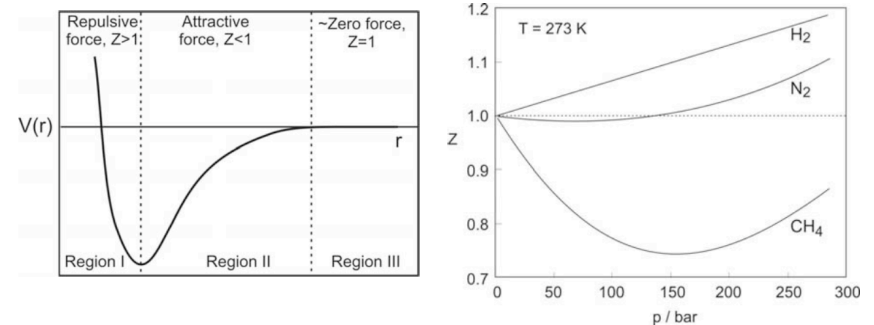 Repulsive
force, Z>1
Attractive
force, Z<1
~Zero force,
Z=1
V(r)
r
Region I
Region II
Region III
1.2
T = 273 K
H₂
1.1
N₂
1.0
Z
0.9
CH₄
0.8
0.7
0 50 100 150 200 250 300
p / bar